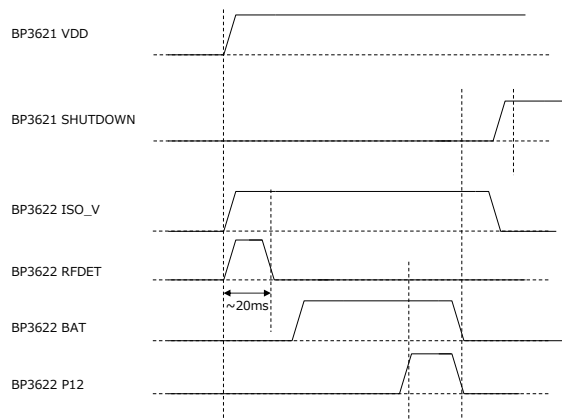 BP3621 VDD
BP3621 SHUTDOWN
BP3622 ISO_V
BP3622 RFDET
~20ms
BP3622 BAT
BP3622 P12